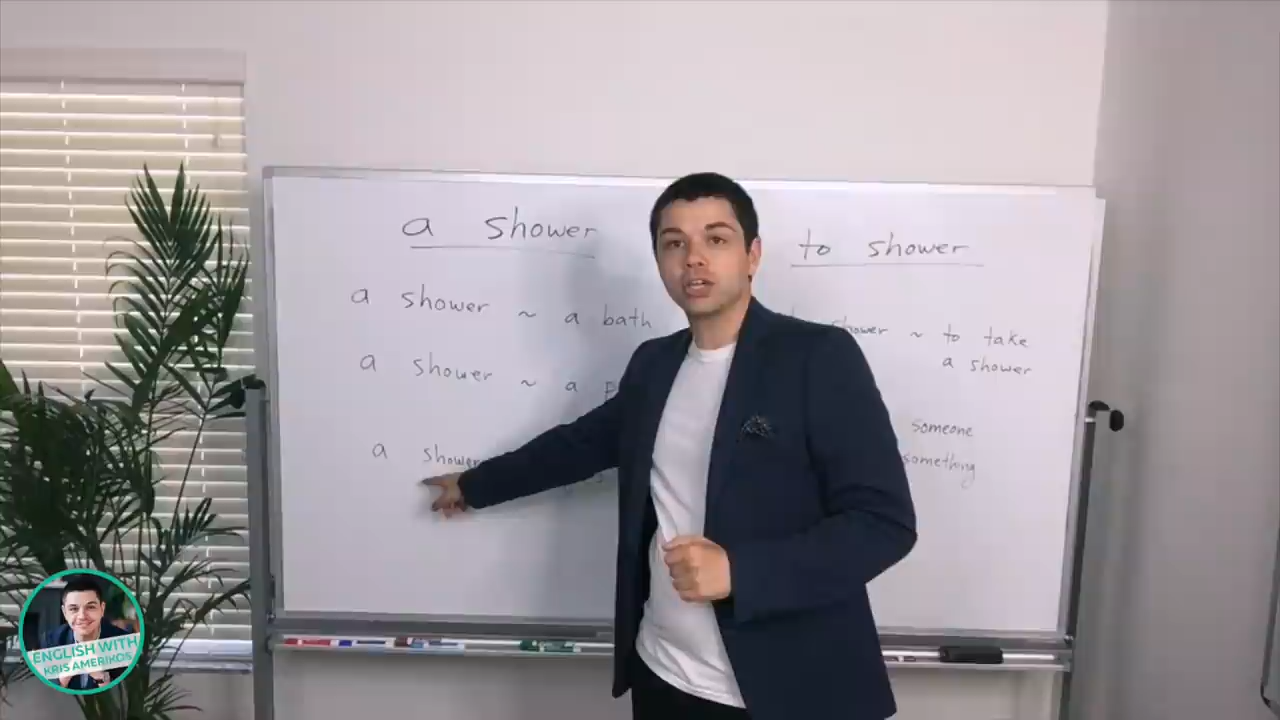 a shower
a shower ~ a bath
a shower ~ a
a shower
to shower
shower ~ to take
a shower
someone
something
ENGLISH WITH
KRIS AMERIKOS